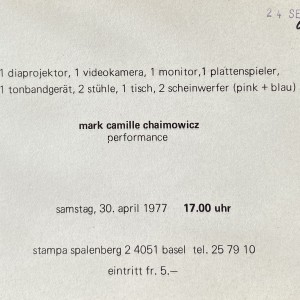 24 SE
1 diaprojektor, 1 videokamera, 1 monitor,1 plattenspieler,
1 tonbandgerät, 2 stühle, 1 tisch, 2 scheinwerfer (pink + blau)
mark camille chaimowicz
performance
samstag, 30. april 1977 17.00 uhr
stampa spalenberg 2 4051 basel tel. 25 79 10
eintritt fr. 5.—